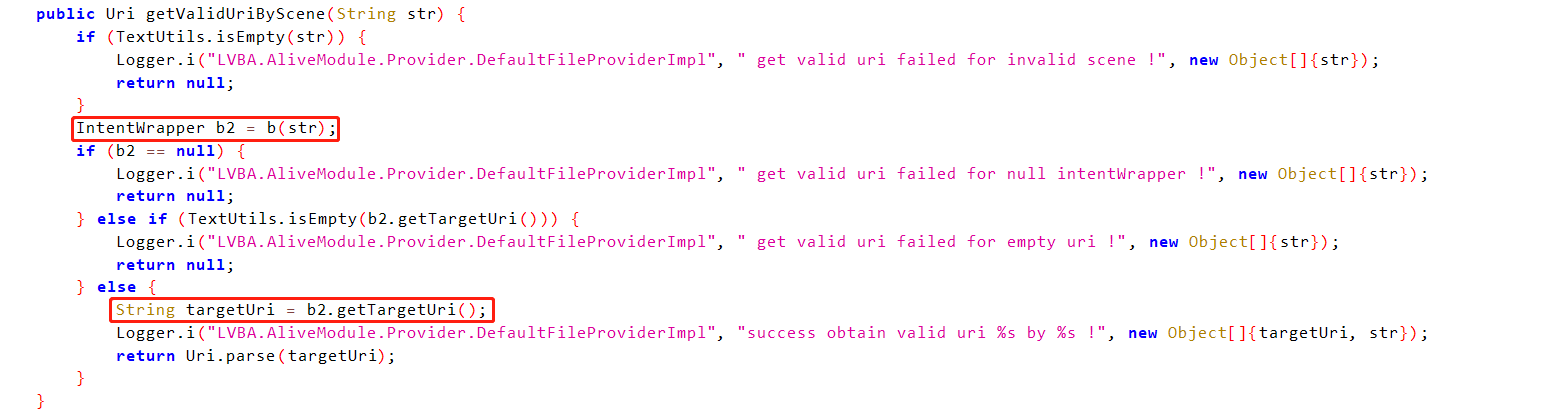 public Uri getValidUriByScene(String str) {
if (TextUtils.isEmpty(str)) {
Logger.i("LVBA.AliveModule.Provider.DefaultFileProviderImpl", " get valid uri failed for invalid scene !", new Object[]{str});
return null;
}
IntentWrapper b2 = b(str);
if (b2 == null) {
Logger.i("LVBA.AliveModule.Provider.DefaultFileProviderImpl", " get valid uri failed for null intentWrapper !", new Object[]{str});
return null;
} else if (TextUtils.isEmpty(b2.getTargetUri())) {
Logger.i("LVBA.AliveModule.Provider.DefaultFileProviderImpl", " get valid uri failed for empty uri !", new Object[]{str});
return null;
} else {
String targetUri = b2.getTargetUri();
Logger.i("LVBA.AliveModule.Provider.DefaultFileProviderImpl", "success obtain valid uri %s by %s !", new Object[]{targetUri, str});
return Uri.parse(targetUri);
}
}